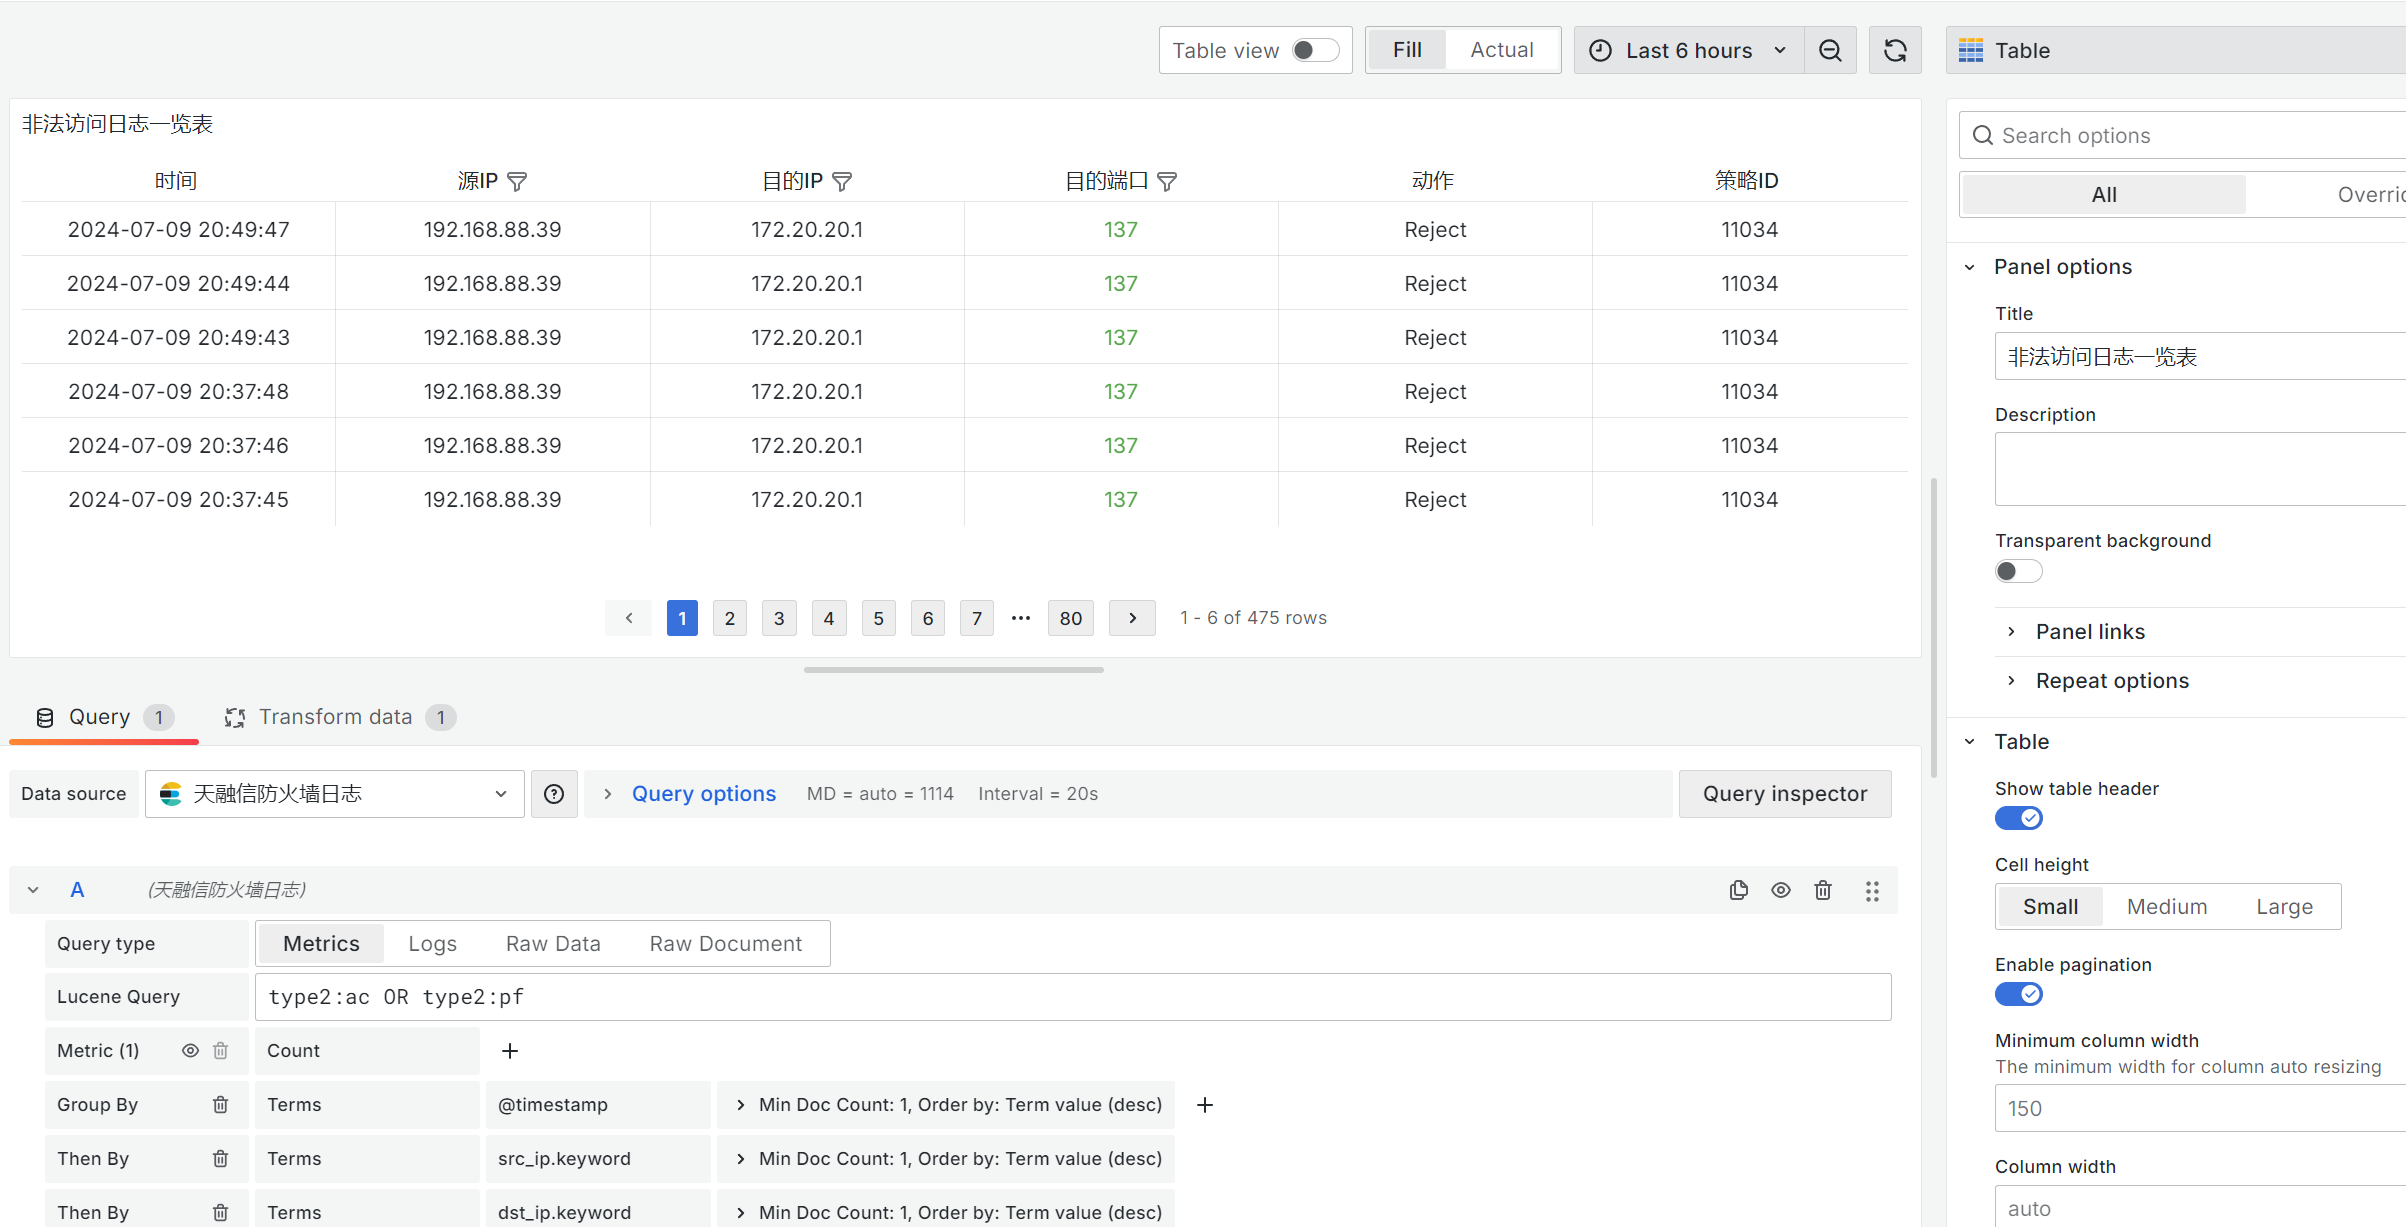 Table view
Fill Actual
Last 6 hours
Table
非法访问日志一览表
时间 源IP 目的IP 目的端口 动作 策略ID
2024-07-09 20:49:47 192.168.88.39 172.20.20.1 137 Reject 11034
2024-07-09 20:49:44 192.168.88.39 172.20.20.1 137 Reject 11034
2024-07-09 20:49:43 192.168.88.39 172.20.20.1 137 Reject 11034
2024-07-09 20:37:48 192.168.88.39 172.20.20.1 137 Reject 11034
2024-07-09 20:37:46 192.168.88.39 172.20.20.1 137 Reject 11034
2024-07-09 20:37:45 192.168.88.39 172.20.20.1 137 Reject 11034
1 2 3 4 5 6 7 ··· 80 1 - 6 of 475 rows
Query 1 Transform data 1
Data source 天融信防火墙日志 Query options MD = auto = 1114 Interval = 20s Query inspector
A (天融信防火墙日志)
Query type Metrics Logs Raw Data Raw Document
Lucene Query type2:ac OR type2:pf
Metric (1) Count +
Group By Terms @timestamp Min Doc Count: 1, Order by: Term value (desc) +
Then By Terms src_ip.keyword Min Doc Count: 1, Order by: Term value (desc)
Then By Terms dst_ip.keyword Min Doc Count: 1, Order by: Term value (desc)
Search options
All Overri
Panel options
Title
非法访问日志一览表
Description
Transparent background
Panel links
Repeat options
Table
Show table header
Cell height
Small Medium Large
Enable pagination
Minimum column width
The minimum width for column auto resizing
150
Column width
auto